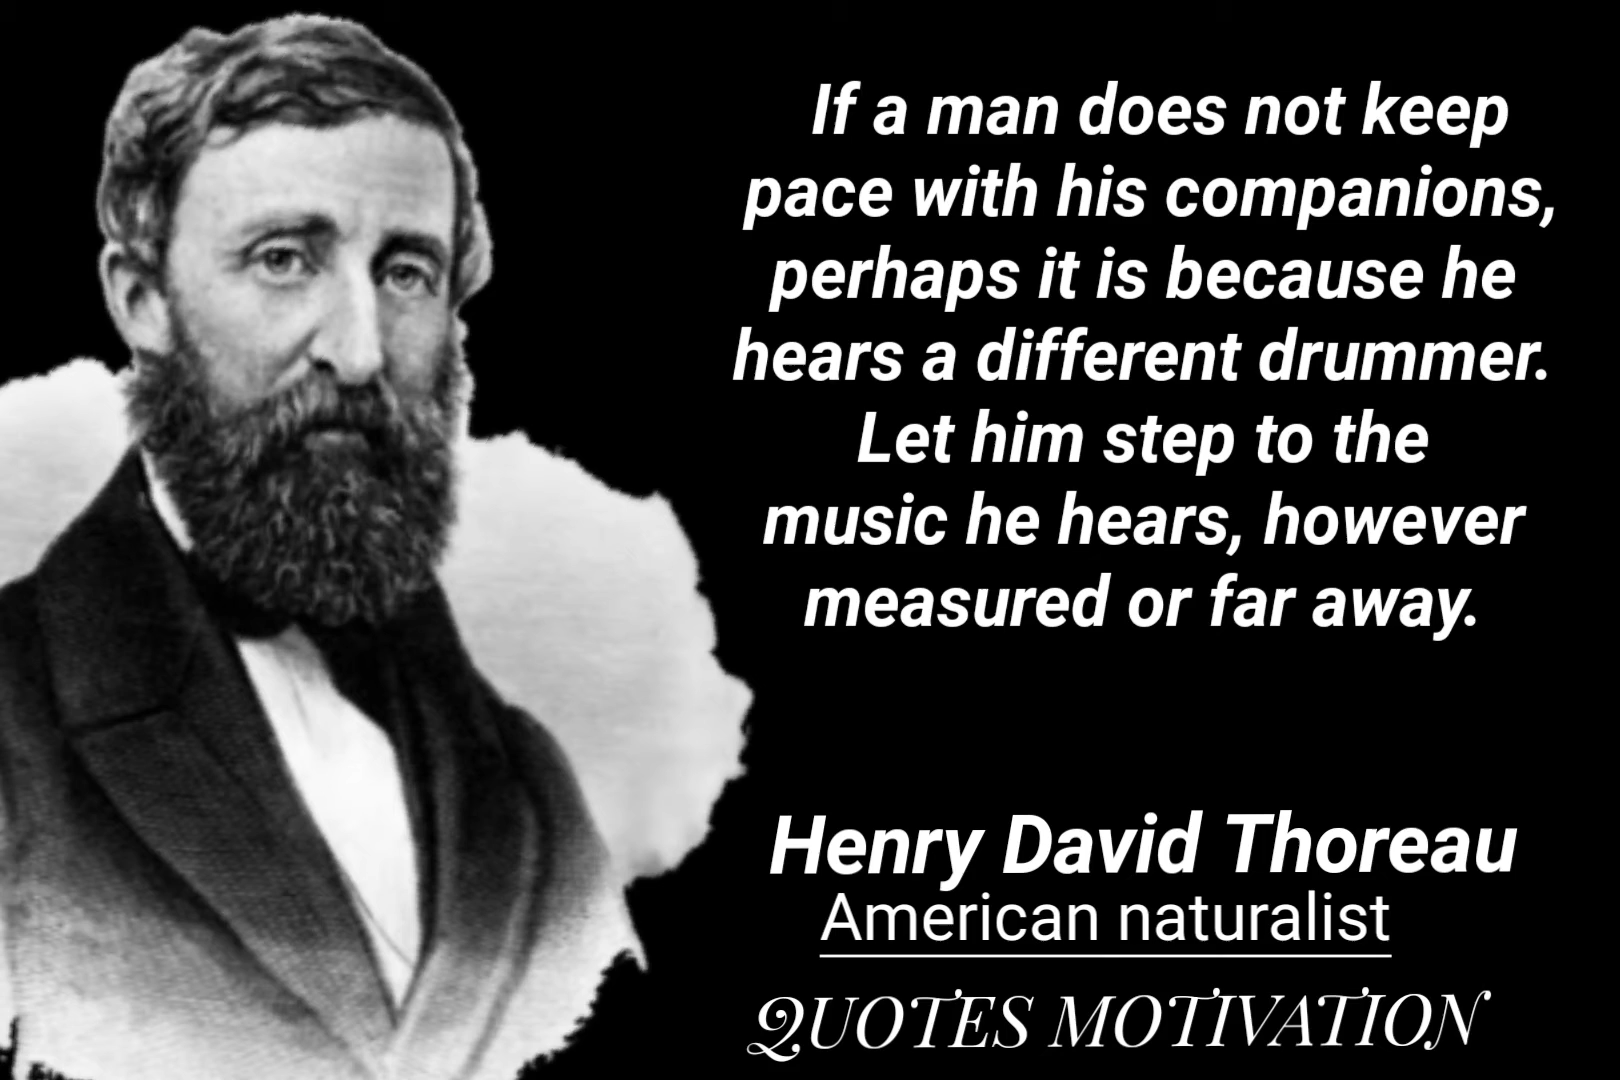 If a man does not keep
pace with his companions,
perhaps it is because he
hears a different drummer.
Let him step to the
music he hears, however
measured or far away.
Henry David Thoreau
American naturalist
QUOTES MOTIVATION